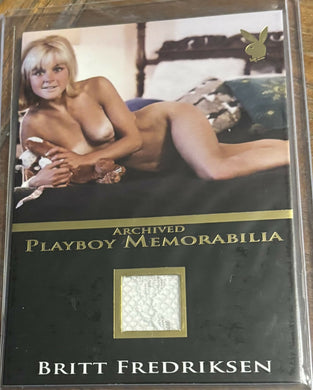 Archived
Playboy Memorabilia
Britt Fredriksen